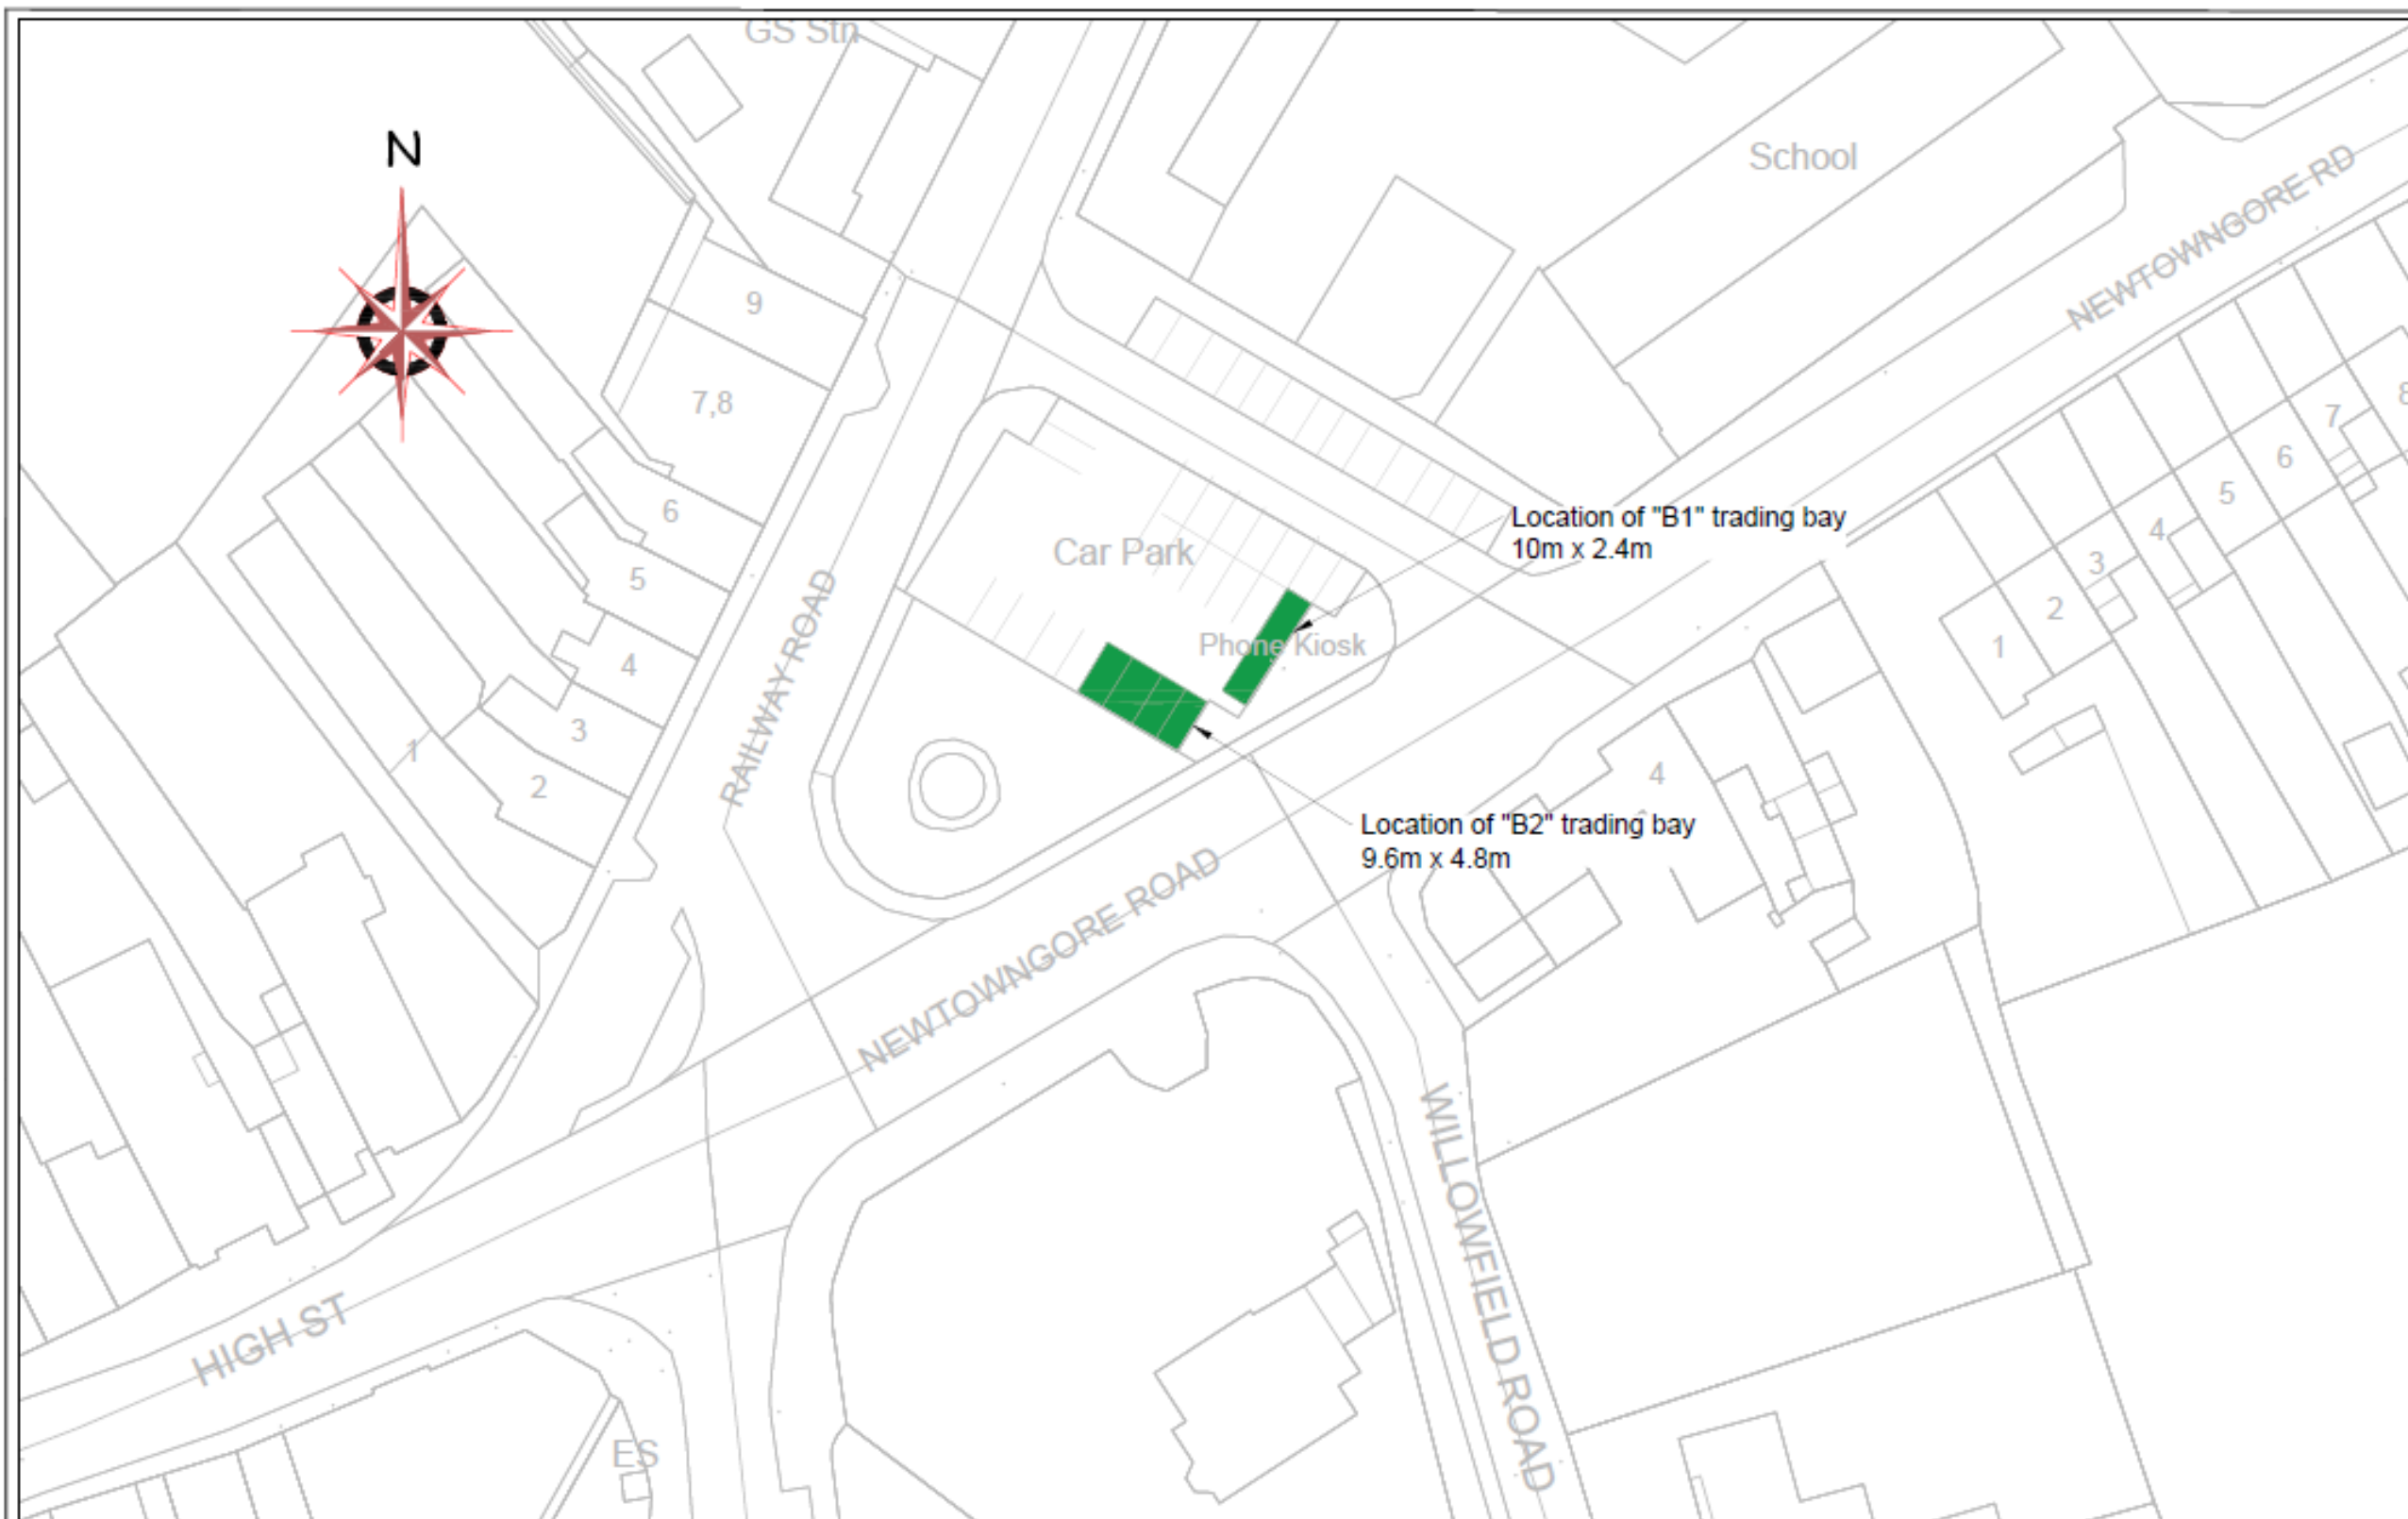 GS Stn
N
School
NEWTOWNGORE RD
9
7,8
6
5
4
3
2
1
RAILWAY ROAD
Car Park
Phone Kiosk
Location of "B1" trading bay
10m x 2.4m
8
7
6
5
4
3
2
1
4
Location of "B2" trading bay
9.6m x 4.8m
NEWTOWNGORE ROAD
WILLOWFIELD ROAD
HIGH ST
ES